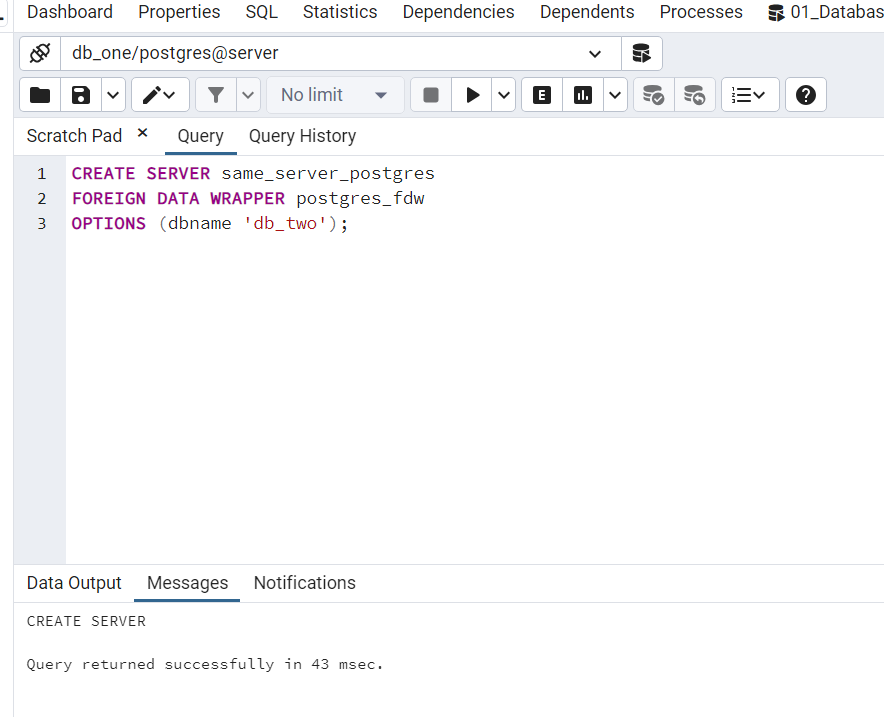 Dashboard Properties SQL Statistics Dependencies Dependents Processes 01_Databas
db_one/postgres@server
No limit E
Scratch Pad Query Query History
1 CREATE SERVER same_server_postgres
2 FOREIGN DATA WRAPPER postgres_fdw
3 OPTIONS (dbname 'db_two');
Data Output Messages Notifications
CREATE SERVER
Query returned successfully in 43 msec.